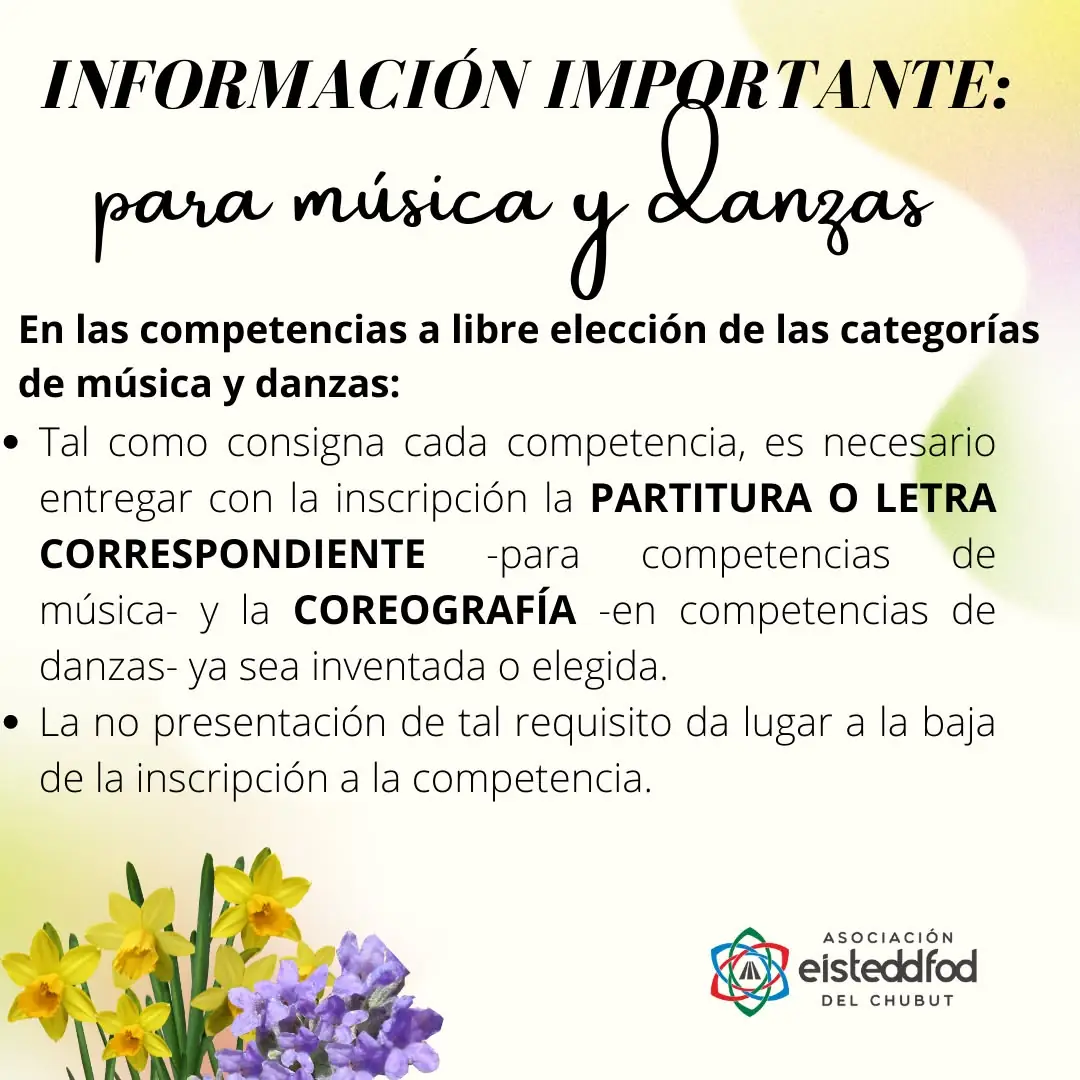 INFORMACIÓN IMPORTANTE:
para música y danzas
En las competencias a libre elección de las categorías
de música y danzas:
• Tal como consigna cada competencia, es necesario
entregar con la inscripción la PARTITURA O LETRA
CORRESPONDIENTE -para competencias de
música- y la COREOGRAFÍA -en competencias de
danzas- ya sea inventada o elegida.
• La no presentación de tal requisito da lugar a la baja
de la inscripción a la competencia.
ASOCIACIÓN
eisteddfod
DEL CHUBUT